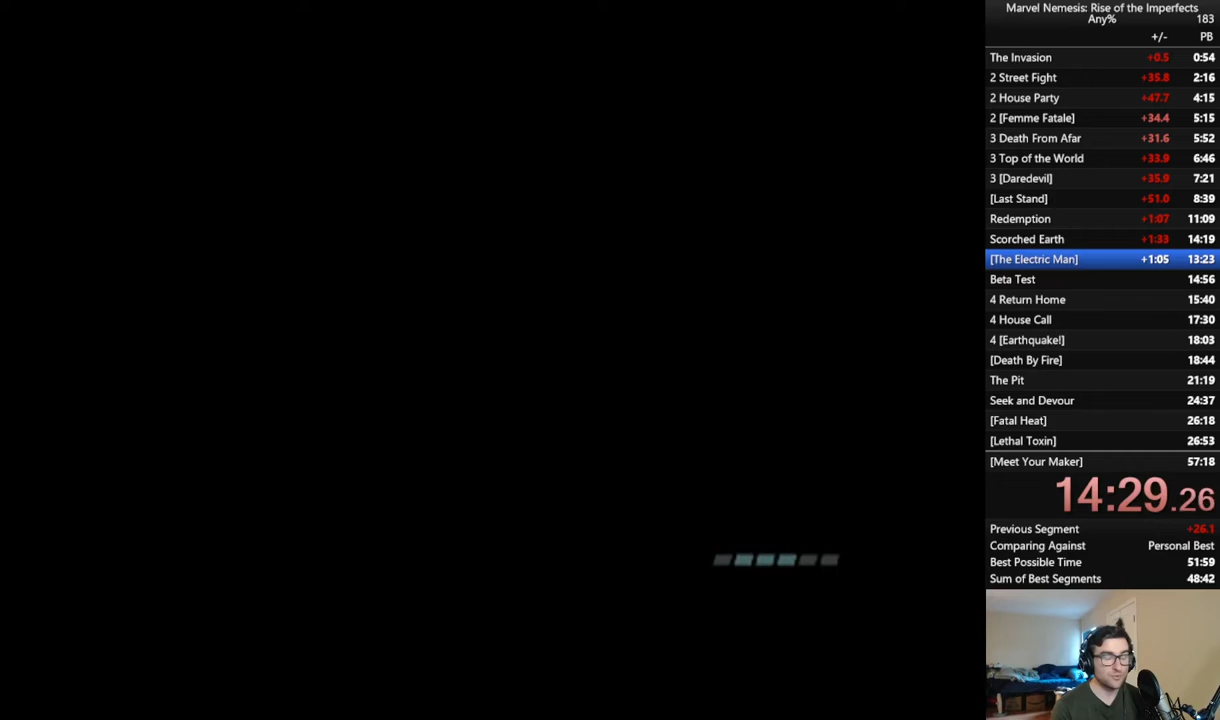 Marvel Nemesis: Rise of the Imperfects
Any% 183
+/- PB
The Invasion +0.5 0:54
2 Street Fight +35.8 2:16
2 House Party +47.7 4:15
2 [Femme Fatale] +34.4 5:15
3 Death From Afar +31.6 5:52
3 Top of the World +33.9 6:46
3 [Daredevil] +35.9 7:21
[Last Stand] +51.0 8:39
Redemption +1:07 11:09
Scorched Earth +1:33 14:19
[The Electric Man] +1:05 13:23
Beta Test 14:56
4 Return Home 15:40
4 House Call 17:30
4 [Earthquake!] 18:03
[Death By Fire] 18:44
The Pit 21:19
Seek and Devour 24:37
[Fatal Heat] 26:18
[Lethal Toxin] 26:53
[Meet Your Maker] 57:18
14:29.26
Previous Segment +26.1
Comparing Against Personal Best
Best Possible Time 51:59
Sum of Best Segments 48:42